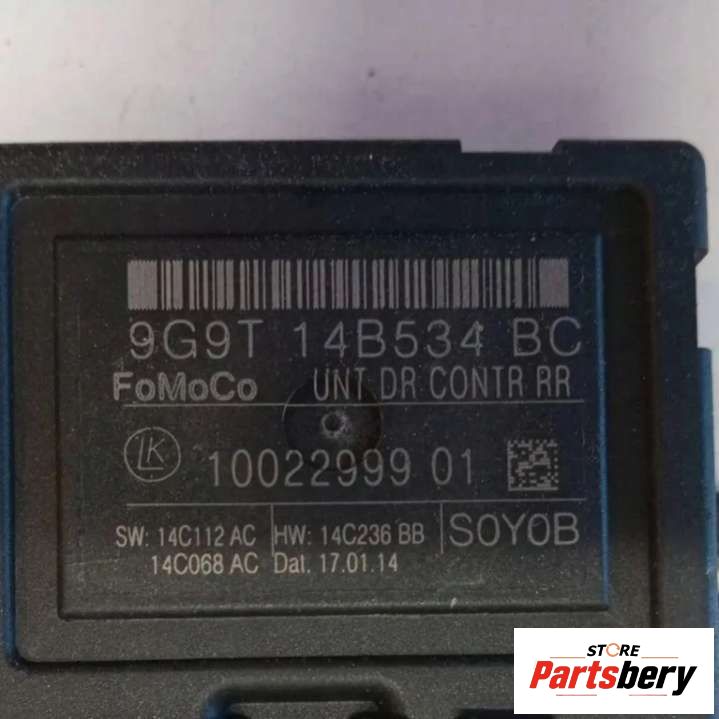 9G9T 14B534 BC
FoMoCo UNT DR CONTR RR
LK 10022999 01
SW: 14C112 AC HW: 14C236 BB S0Y0B
14C068 AC Dat. 17.01.14
STORE
Partsbery